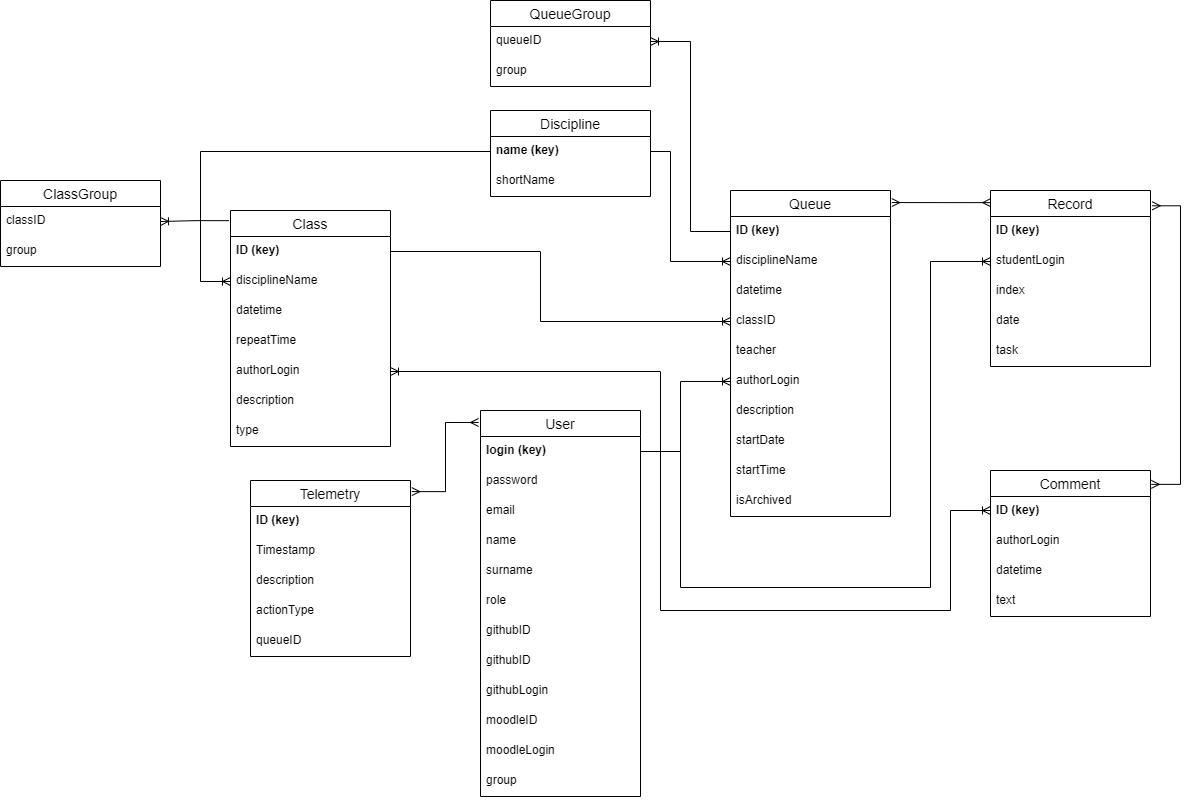 QueueGroup
queueID
group
Discipline
name (key)
shortName
ClassGroup
classID
group
Class
ID (key)
disciplineName
datetime
repeatTime
authorLogin
description
type
Queue
ID (key)
disciplineName
datetime
classID
teacher
authorLogin
description
startDate
startTime
isArchived
Record
ID (key)
studentLogin
index
date
task
User
login (key)
password
email
name
surname
role
githubID
githubID
githubLogin
moodleID
moodleLogin
group
Telemetry
ID (key)
Timestamp
description
actionType
queueID
Comment
ID (key)
authorLogin
datetime
text